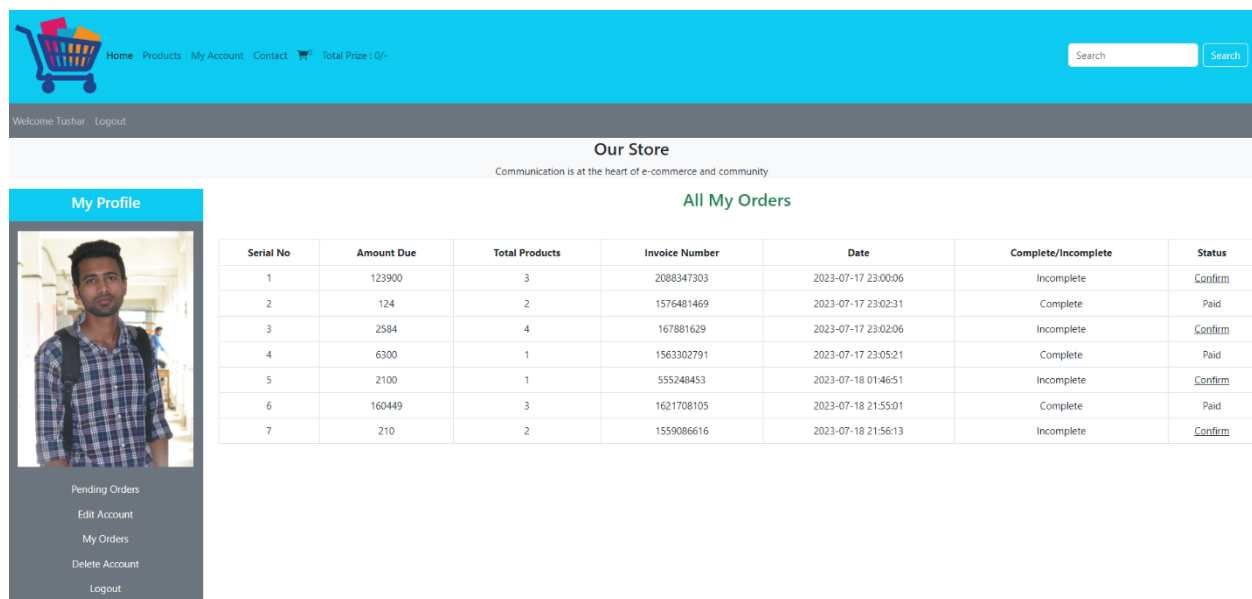 Home Products My Account Contact 0 Total Prize : 0/- Search Search
Welcome Tushar Logout
Our Store
Communication is at the heart of e-commerce and community
My Profile
All My Orders
Serial No Amount Due Total Products Invoice Number Date Complete/Incomplete Status
1 123900 3 2088347303 2023-07-17 23:00:06 Incomplete Confirm
2 124 2 1576481469 2023-07-17 23:02:31 Complete Paid
3 2584 4 167881629 2023-07-17 23:02:06 Incomplete Confirm
4 6300 1 1563302791 2023-07-17 23:05:21 Complete Paid
5 2100 1 555248453 2023-07-18 01:46:51 Incomplete Confirm
6 160449 3 1621708105 2023-07-18 21:55:01 Complete Paid
7 210 2 1559086616 2023-07-18 21:56:13 Incomplete Confirm
Pending Orders
Edit Account
My Orders
Delete Account
Logout